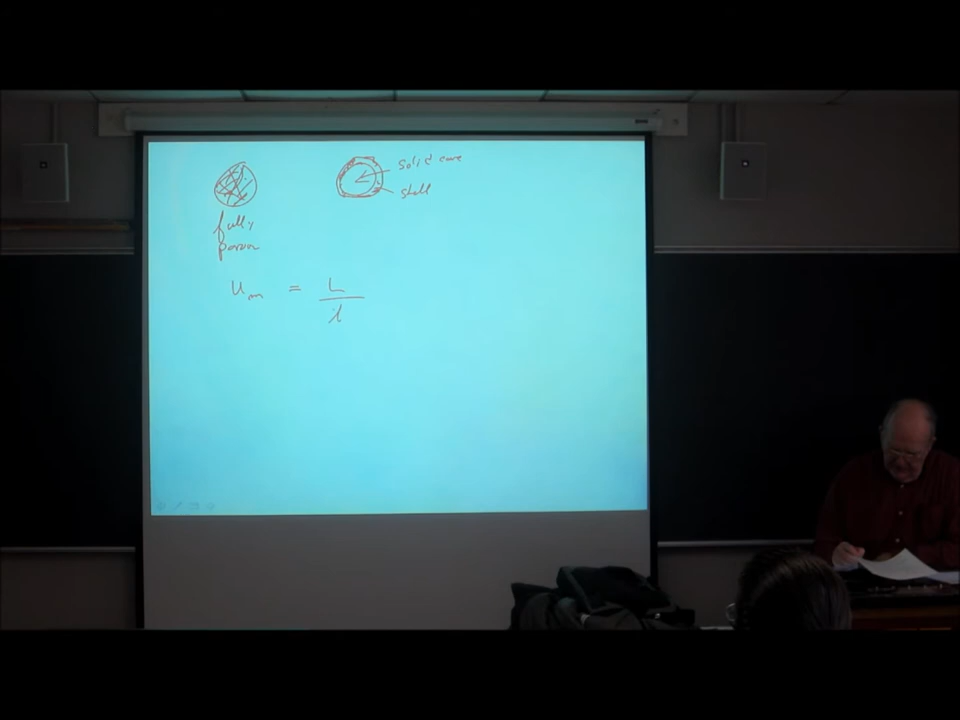 solid core
shell
fully
porous
u_m = L / t